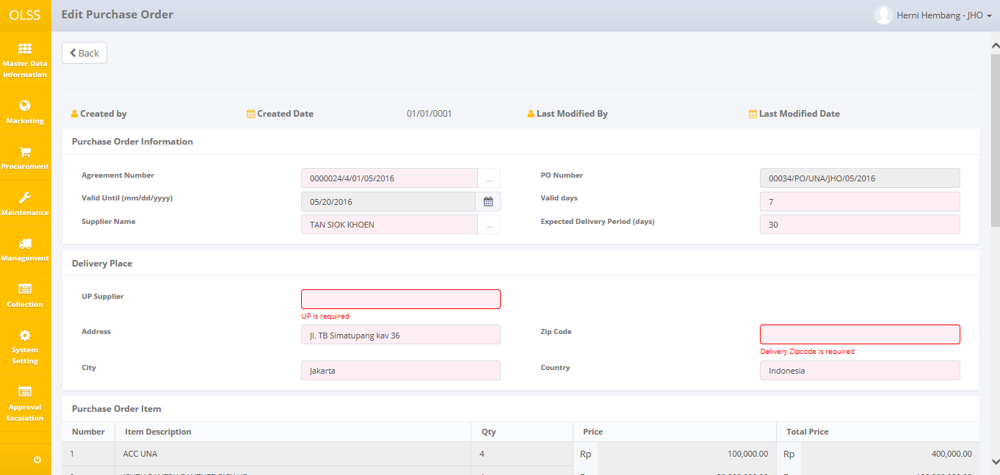 OLSS
Edit Purchase Order
Herni Hembang - JHO
Back
Master Data
Information
Marketing
Procurement
Maintenance
Management
Collection
System
Setting
Approval
Escalation
Created by
Created Date
01/01/0001
Last Modified By
Last Modified Date
Purchase Order Information
Agreement Number
0000024/4/01/05/2016
...
PO Number
00034/PO/UNA/JHO/05/2016
Valid Until (mm/dd/yyyy)
05/20/2016
Valid days
7
Supplier Name
TAN SIOK KHOEN
...
Expected Delivery Period (days)
30
Delivery Place
UP Supplier
UP is required
Address
Jl. TB Simatupang kav 36
Zip Code
Delivery Zipcode is required
City
Jakarta
Country
Indonesia
Purchase Order Item
Number Item Description Qty Price Total Price
1 ACC UNA 4 Rp 100,000.00 Rp 400,000.00